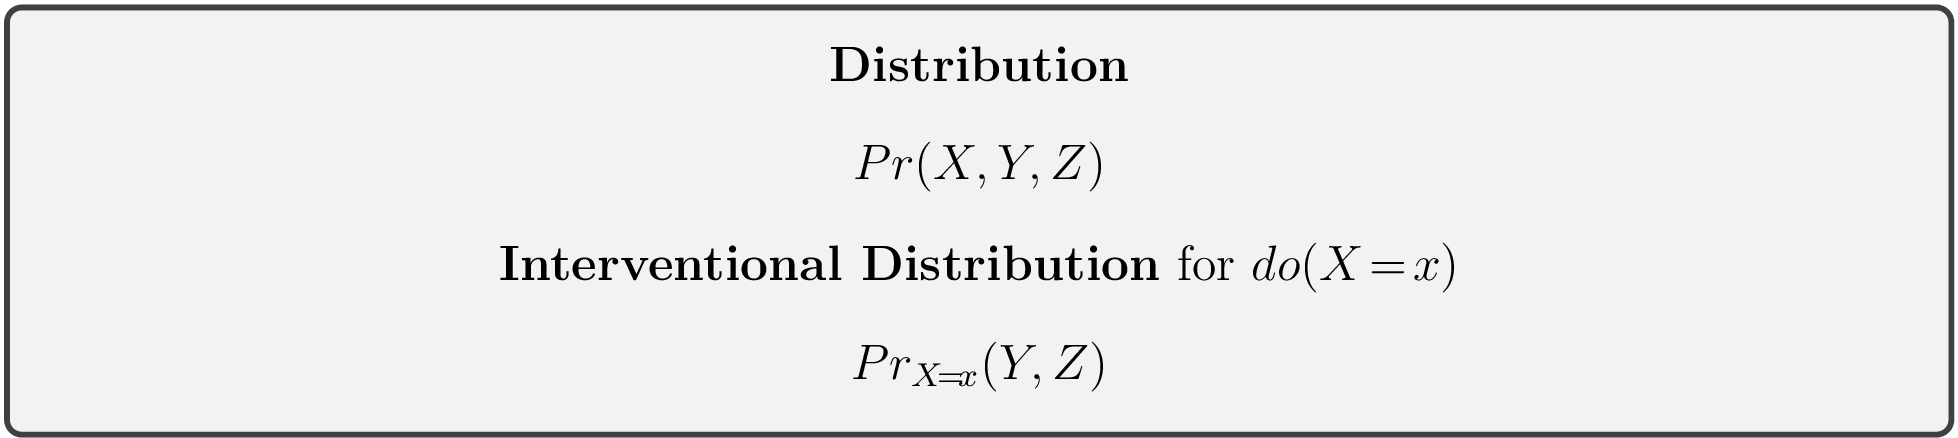 Distribution
Pr(X, Y, Z)
Interventional Distribution for do(X = x)
Pr_{X=x}(Y, Z)